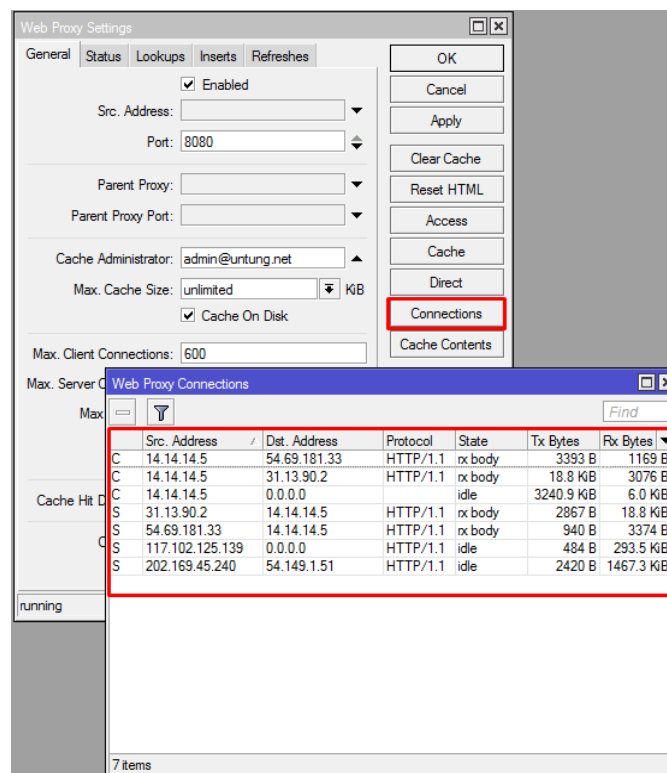 Web Proxy Settings
General Status Lookups Inserts Refreshes
Enabled
Src. Address:
Port: 8080
Parent Proxy:
Parent Proxy Port:
Cache Administrator: admin@untung.net
Max. Cache Size: unlimited KiB
Cache On Disk
Max. Client Connections: 600
Max. Server C
Max
Cache Hit D
running
OK
Cancel
Apply
Clear Cache
Reset HTML
Access
Cache
Direct
Connections
Cache Contents
Web Proxy Connections
Find
Src. Address Dst. Address Protocol State Tx Bytes Rx Bytes
C 14.14.14.5 54.69.181.33 HTTP/1.1 rx body 3393 B 1169 B
C 14.14.14.5 31.13.90.2 HTTP/1.1 rx body 18.8 KiB 3076 B
C 14.14.14.5 0.0.0.0 idle 3240.9 KiB 6.0 KiB
S 31.13.90.2 14.14.14.5 HTTP/1.1 rx body 2867 B 18.8 KiB
S 54.69.181.33 14.14.14.5 HTTP/1.1 rx body 940 B 3374 B
S 117.102.125.139 0.0.0.0 HTTP/1.1 idle 484 B 293.5 KiB
S 202.169.45.240 54.149.1.51 HTTP/1.1 idle 2420 B 1467.3 KiB
7 items